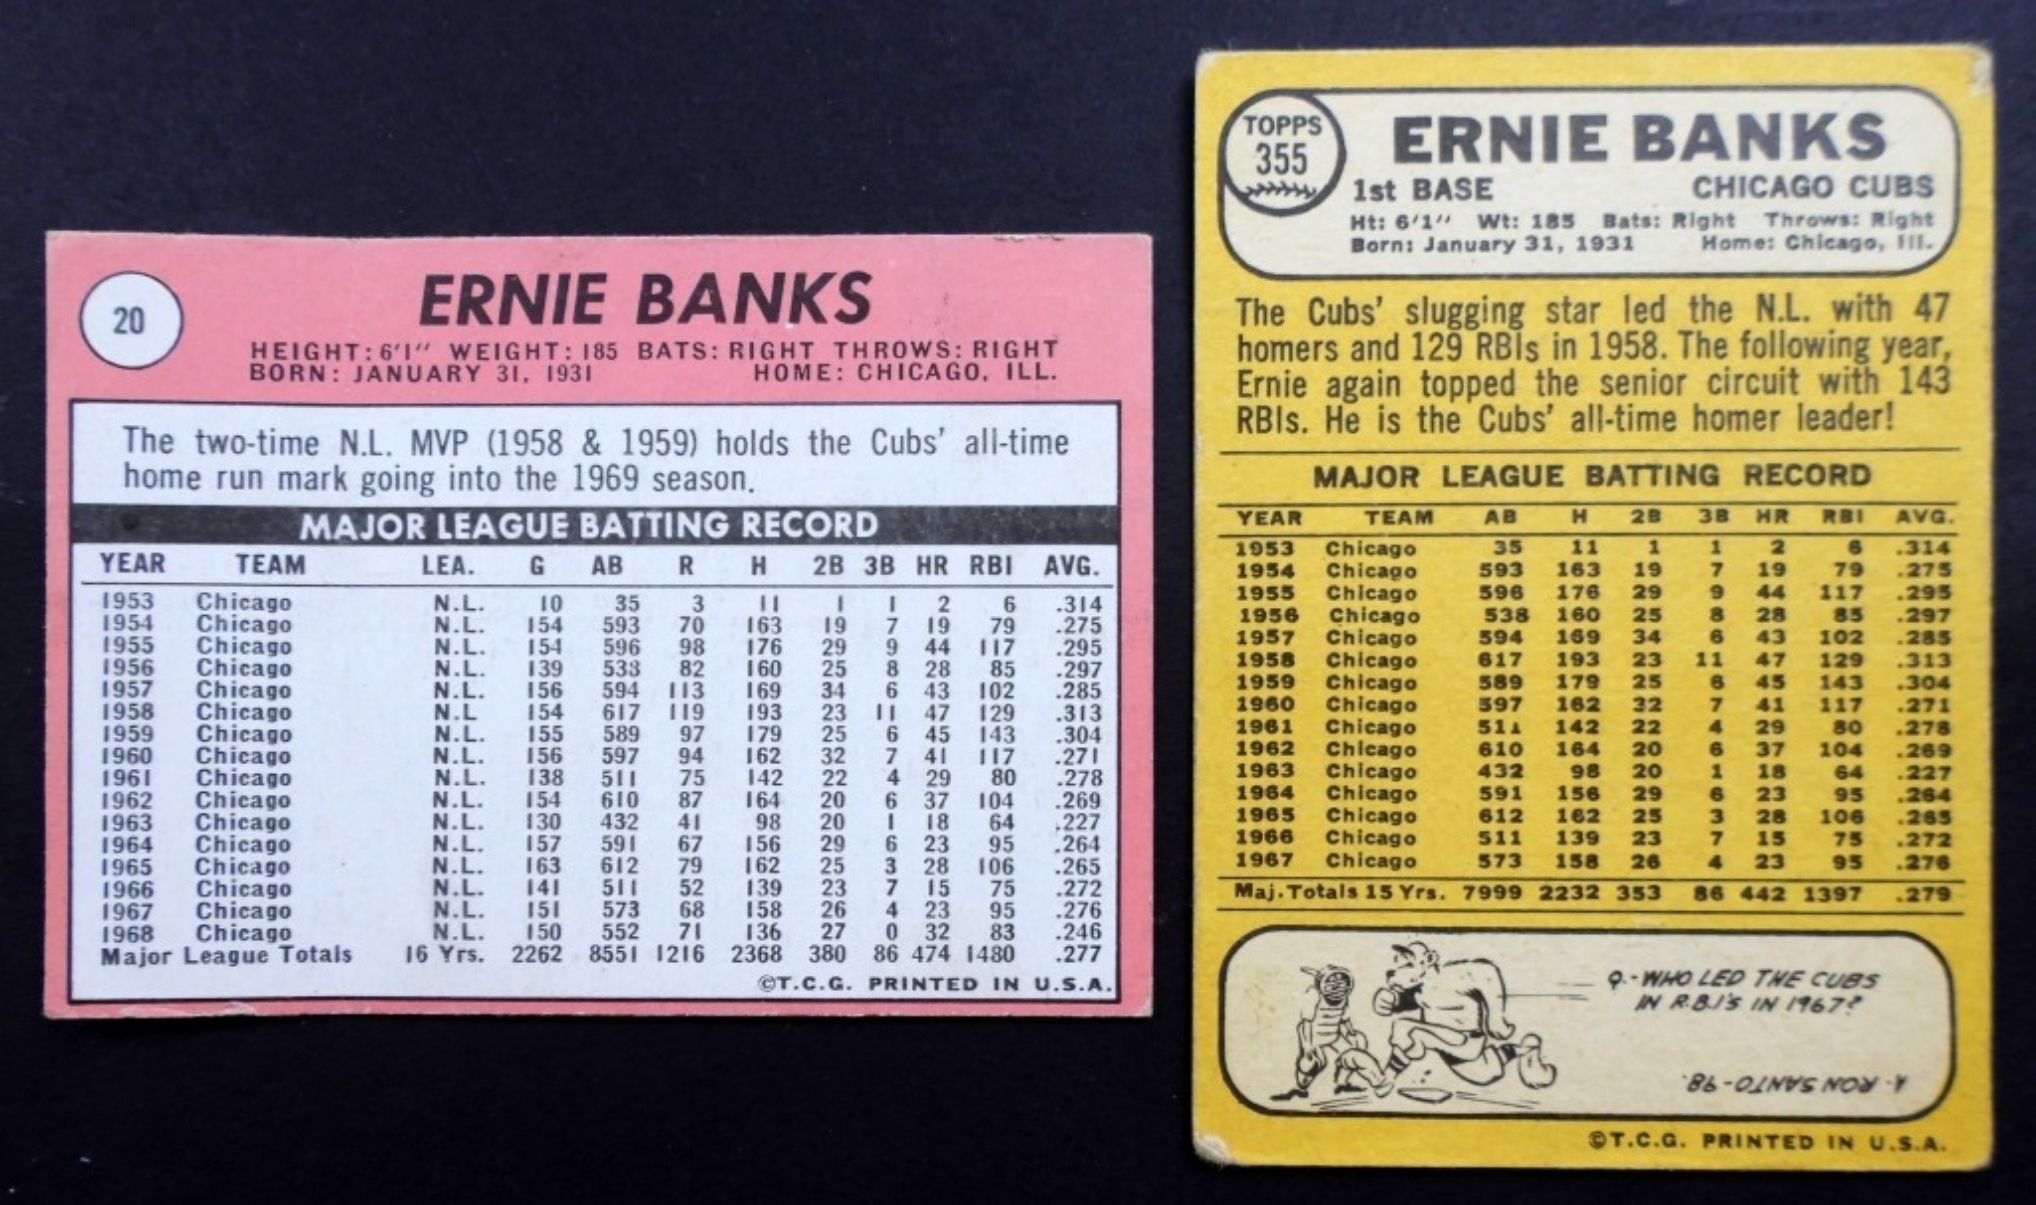 20
ERNIE BANKS
HEIGHT: 6'1" WEIGHT: 185 BATS: RIGHT THROWS: RIGHT
BORN: JANUARY 31, 1931 HOME: CHICAGO, ILL.
The two-time N.L. MVP (1958 & 1959) holds the Cubs' all-time
home run mark going into the 1969 season.
MAJOR LEAGUE BATTING RECORD
YEAR TEAM LEA. G AB R H 2B 3B HR RBI AVG.
1953 Chicago N.L. 10 35 3 11 1 1 2 6 .314
1954 Chicago N.L. 154 593 70 163 19 7 19 79 .275
1955 Chicago N.L. 154 596 98 176 29 9 44 117 .295
1956 Chicago N.L. 139 538 82 160 25 8 28 85 .297
1957 Chicago N.L. 156 594 113 169 34 6 43 102 .285
1958 Chicago N.L 154 617 119 193 23 11 47 129 .313
1959 Chicago N.L. 155 589 97 179 25 6 45 143 .304
1960 Chicago N.L. 156 597 94 162 32 7 41 117 .271
1961 Chicago N.L. 138 511 75 142 22 4 29 80 .278
1962 Chicago N.L. 154 610 87 164 20 6 37 104 .269
1963 Chicago N.L. 130 432 41 98 20 1 18 64 .227
1964 Chicago N.L. 157 591 67 156 29 6 23 95 .264
1965 Chicago N.L. 163 612 79 162 25 3 28 106 .265
1966 Chicago N.L. 141 511 52 139 23 7 15 75 .272
1967 Chicago N.L. 151 573 68 158 26 4 23 95 .276
1968 Chicago N.L. 150 552 71 136 27 0 32 83 .246
Major League Totals 16 Yrs. 2262 8551 1216 2368 380 86 474 1480 .277
©T.C.G. PRINTED IN U.S.A.
TOPPS
355
ERNIE BANKS
1st BASE CHICAGO CUBS
Ht: 6'1" Wt: 185 Bats: Right Throws: Right
Born: January 31, 1931 Home: Chicago, Ill.
The Cubs' slugging star led the N.L. with 47
homers and 129 RBIs in 1958. The following year,
Ernie again topped the senior circuit with 143
RBIs. He is the Cubs' all-time homer leader!
MAJOR LEAGUE BATTING RECORD
YEAR TEAM AB H 2B 3B HR RBI AVG.
1953 Chicago 35 11 1 1 2 6 .314
1954 Chicago 593 163 19 7 19 79 .275
1955 Chicago 596 176 29 9 44 117 .295
1956 Chicago 538 160 25 8 28 85 .297
1957 Chicago 594 169 34 6 43 102 .285
1958 Chicago 617 193 23 11 47 129 .313
1959 Chicago 589 179 25 6 45 143 .304
1960 Chicago 597 162 32 7 41 117 .271
1961 Chicago 511 142 22 4 29 80 .278
1962 Chicago 610 164 20 6 37 104 .269
1963 Chicago 432 98 20 1 18 64 .227
1964 Chicago 591 156 29 6 23 95 .264
1965 Chicago 612 162 25 3 28 106 .265
1966 Chicago 511 139 23 7 15 75 .272
1967 Chicago 573 158 26 4 23 95 .276
Maj. Totals 15 Yrs. 7999 2232 353 86 442 1397 .279
Q.-WHO LED THE CUBS
IN R.B.I'S IN 1967?
A. RON SANTO-98.
©T.C.G. PRINTED IN U.S.A.